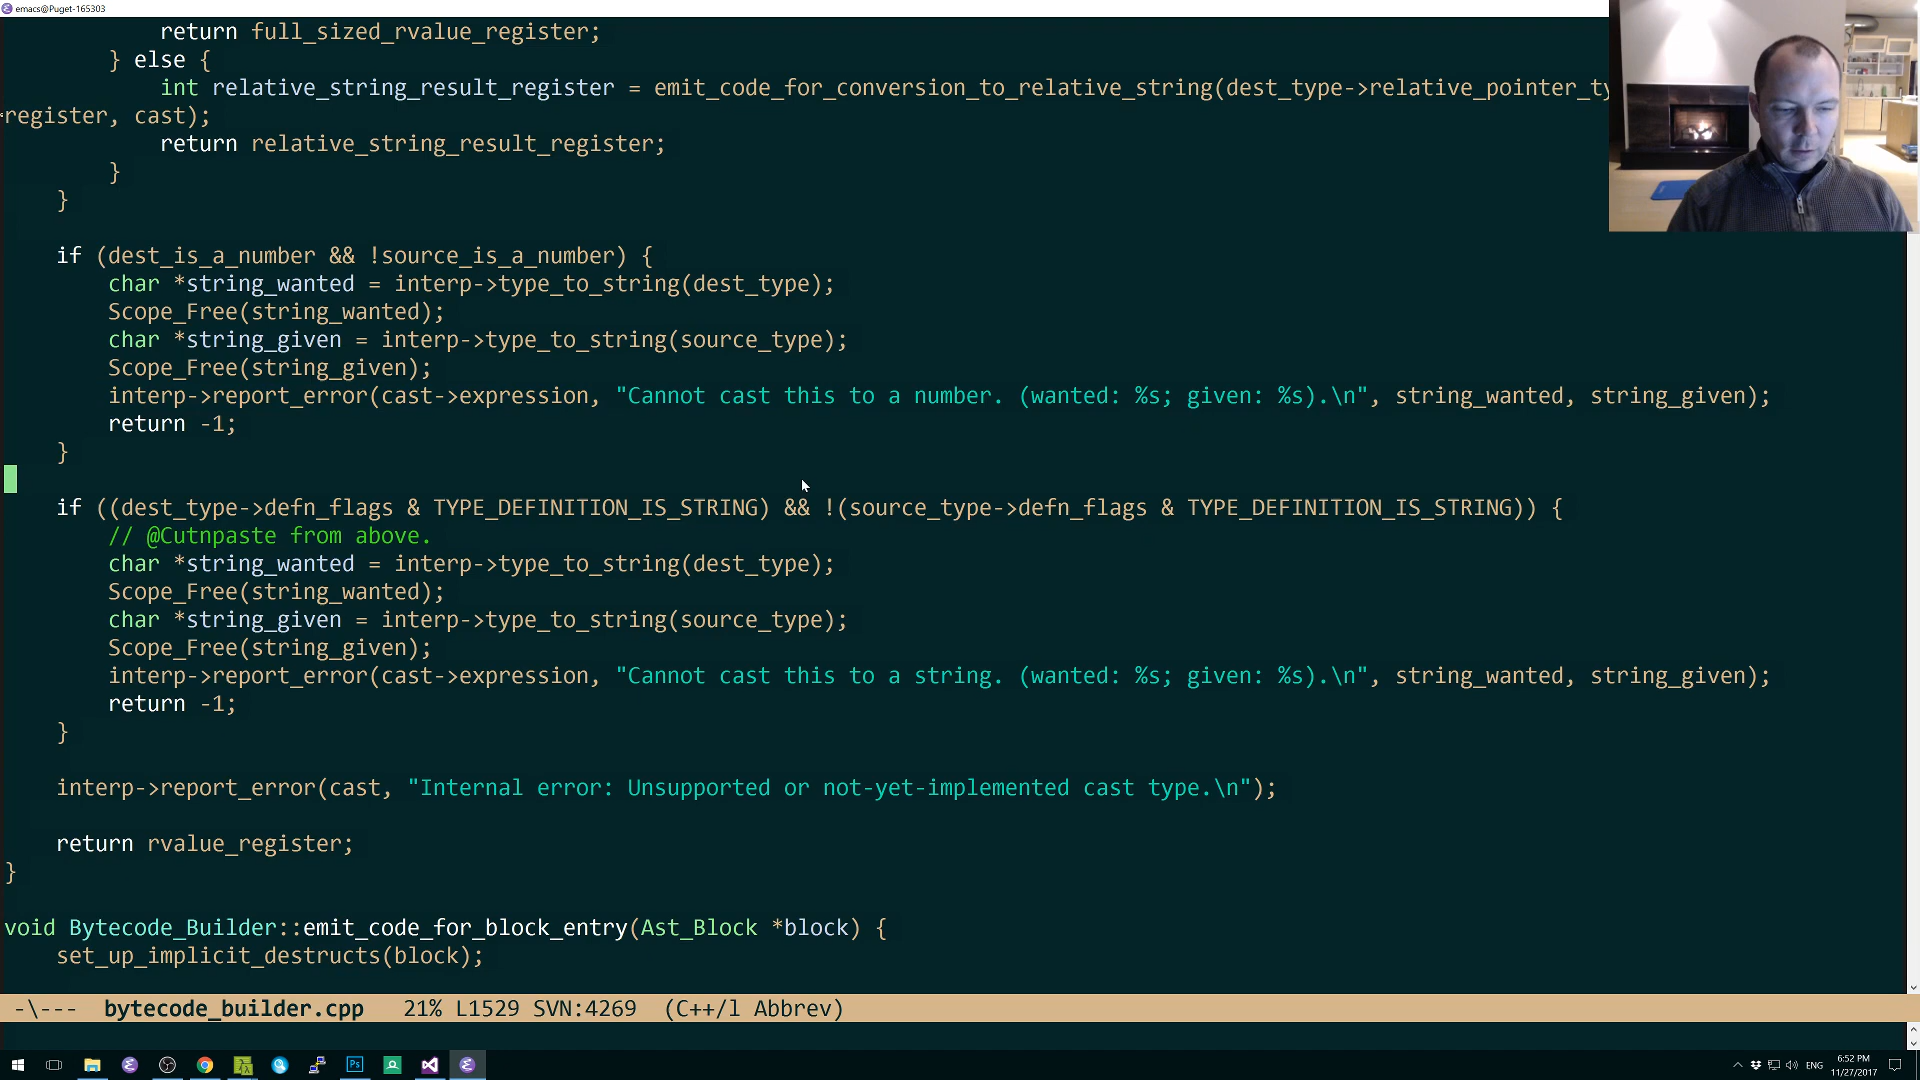 emacs@Puget-165303
return full_sized_rvalue_register;
} else {
int relative_string_result_register = emit_code_for_conversion_to_relative_string(dest_type->relative_pointer_ty
register, cast);
return relative_string_result_register;
}
}
if (dest_is_a_number && !source_is_a_number) {
char *string_wanted = interp->type_to_string(dest_type);
Scope_Free(string_wanted);
char *string_given = interp->type_to_string(source_type);
Scope_Free(string_given);
interp->report_error(cast->expression, "Cannot cast this to a number. (wanted: %s; given: %s).\n", string_wanted, string_given);
return -1;
}
if ((dest_type->defn_flags & TYPE_DEFINITION_IS_STRING) && !(source_type->defn_flags & TYPE_DEFINITION_IS_STRING)) {
// @Cutnpaste from above.
char *string_wanted = interp->type_to_string(dest_type);
Scope_Free(string_wanted);
char *string_given = interp->type_to_string(source_type);
Scope_Free(string_given);
interp->report_error(cast->expression, "Cannot cast this to a string. (wanted: %s; given: %s).\n", string_wanted, string_given);
return -1;
}
interp->report_error(cast, "Internal error: Unsupported or not-yet-implemented cast type.\n");
return rvalue_register;
}
void Bytecode_Builder::emit_code_for_block_entry(Ast_Block *block) {
set_up_implicit_destructs(block);
-\--- bytecode_builder.cpp 21% L1529 SVN:4269 (C++/l Abbrev)
Ps
ENG
6:52 PM
11/27/2017